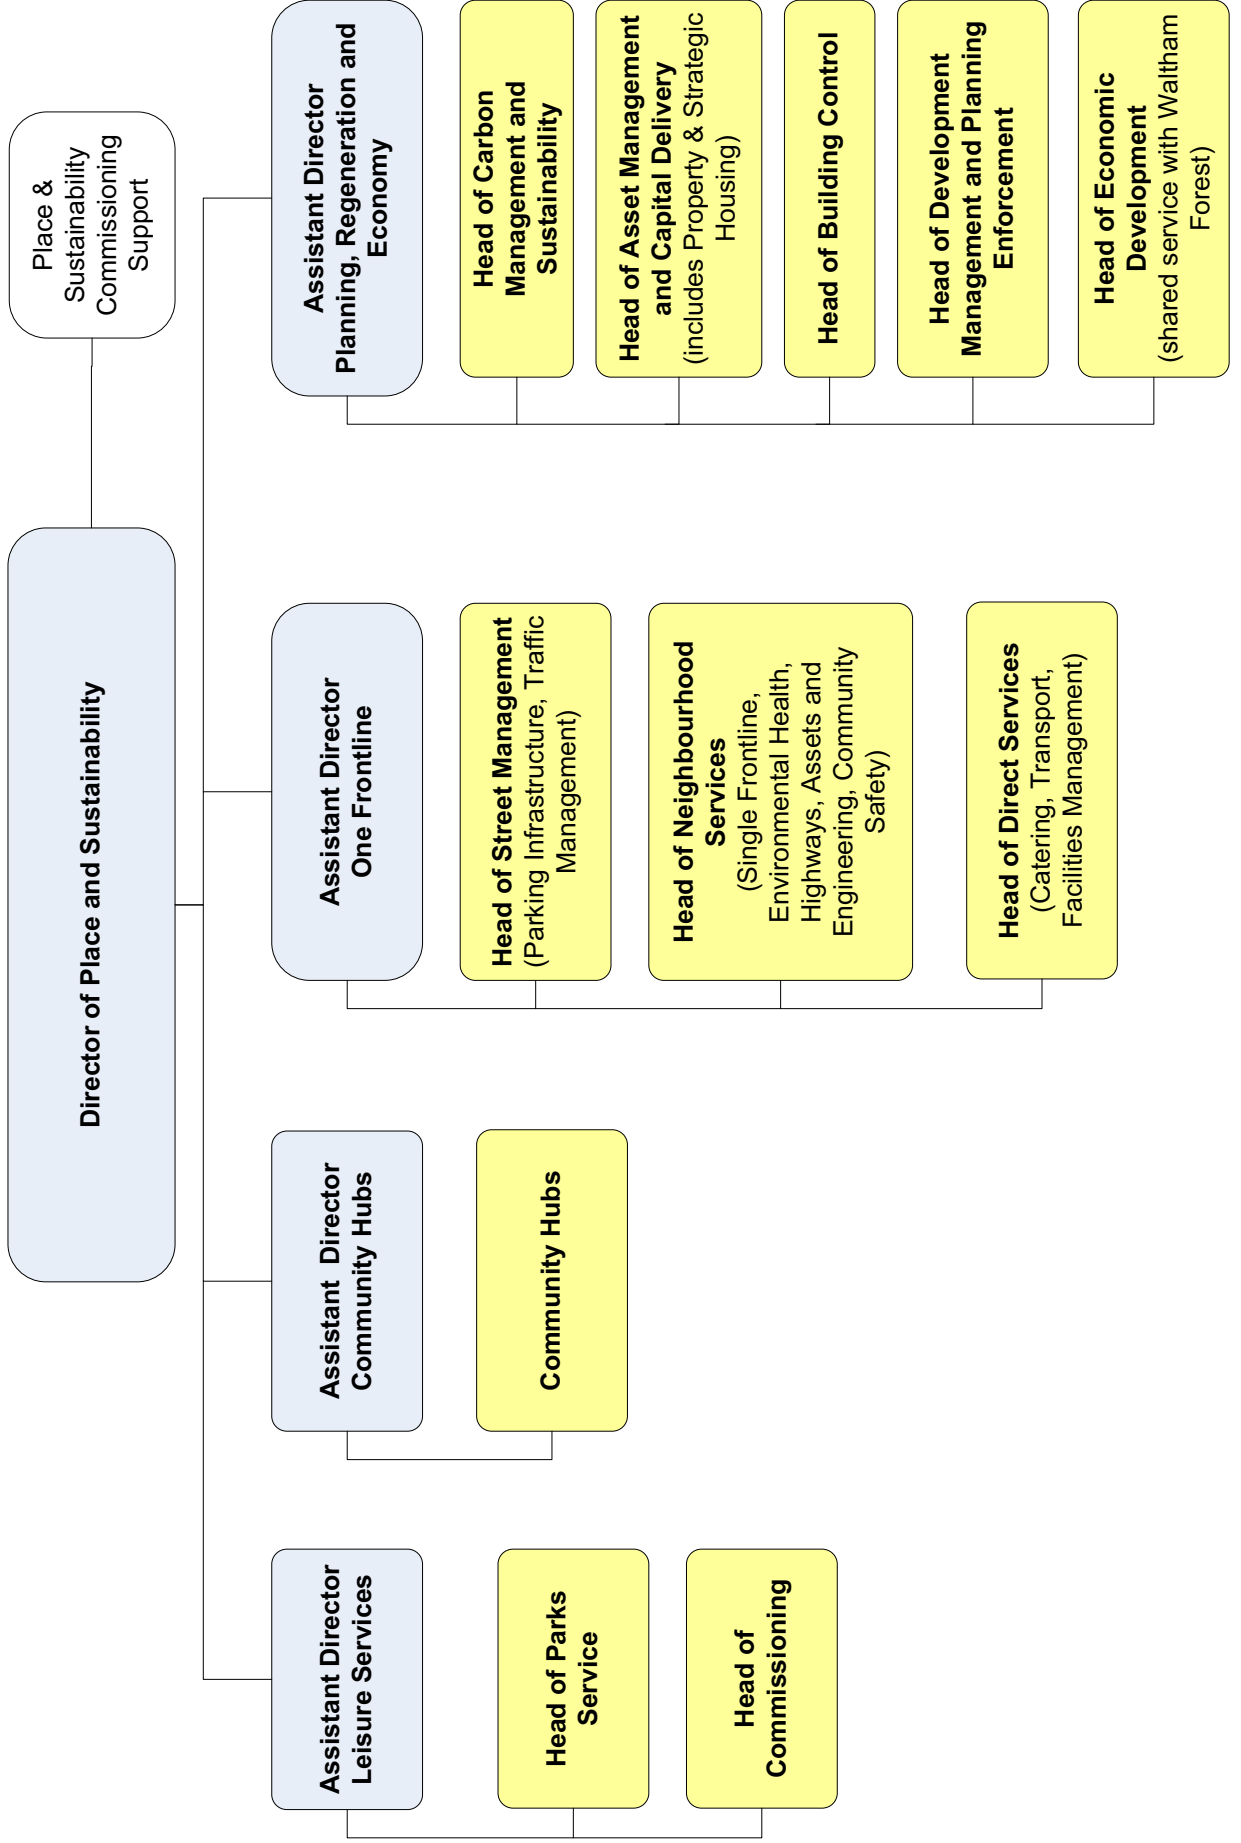 Director of Place and Sustainability
Place &
Sustainability
Commissioning
Support
Assistant Director
Leisure Services
Head of Parks
Service
Head of
Commissioning
Assistant  Director
Community Hubs
Community Hubs
Assistant Director
One Frontline
Head of Street Management
(Parking Infrastructure, Traffic
Management)
Head of Neighbourhood
Services
(Single Frontline,
Environmental Health,
Highways, Assets and
Engineering, Community
Safety)
Head of Direct Services
(Catering, Transport,
Facilities Management)
Assistant Director
Planning, Regeneration and
Economy
Head of Carbon
Management and
Sustainability
Head of Asset Management
and Capital Delivery
(includes Property & Strategic
Housing)
Head of Building Control
Head of Development
Management and Planning
Enforcement
Head of Economic
Development
(shared service with Waltham
Forest)